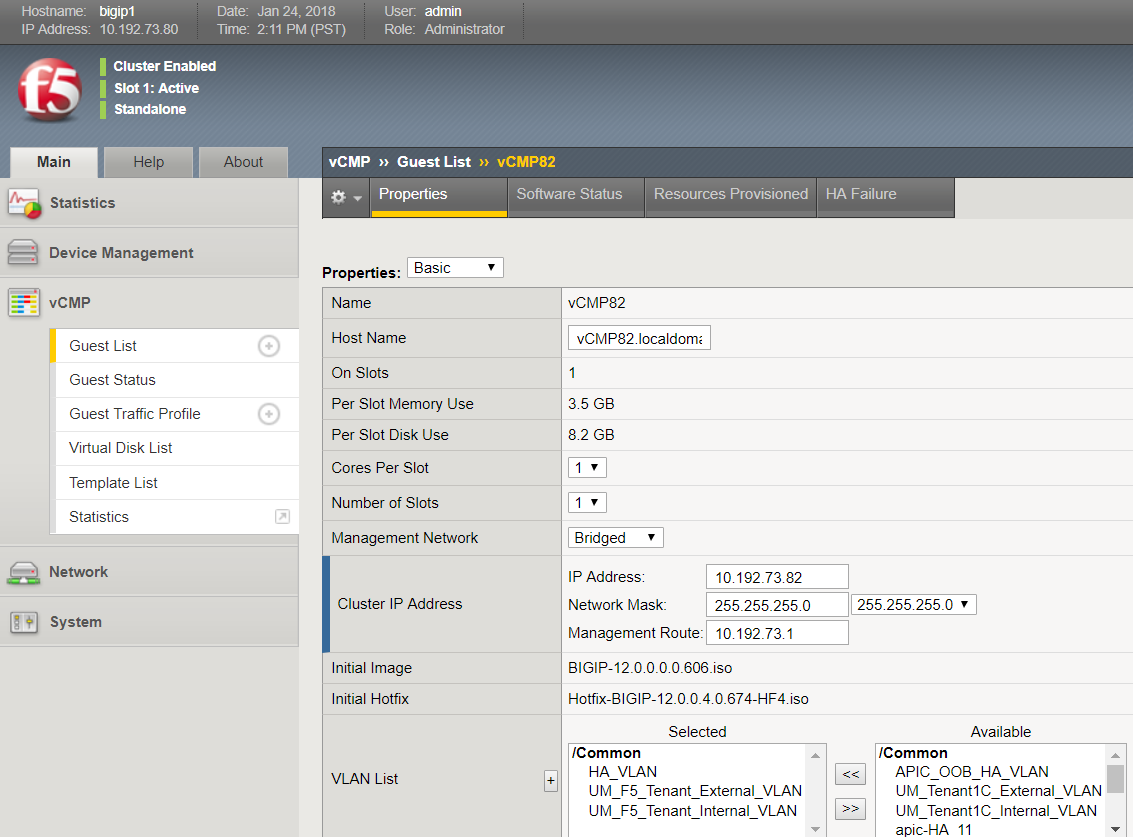 Hostname: bigip1 Date: Jan 24, 2018 User: admin
IP Address: 10.192.73.80 Time: 2:11 PM (PST) Role: Administrator
f5
Cluster Enabled
Slot 1: Active
Standalone
Main Help About
vCMP ›› Guest List ›› vCMP82
Properties Software Status Resources Provisioned HA Failure
Statistics
Device Management
vCMP
Guest List
Guest Status
Guest Traffic Profile
Virtual Disk List
Template List
Statistics
Network
System
Properties: Basic
Name vCMP82
Host Name vCMP82.localdoma
On Slots 1
Per Slot Memory Use 3.5 GB
Per Slot Disk Use 8.2 GB
Cores Per Slot 1
Number of Slots 1
Management Network Bridged
Cluster IP Address
IP Address: 10.192.73.82
Network Mask: 255.255.255.0 255.255.255.0
Management Route: 10.192.73.1
Initial Image BIGIP-12.0.0.0.0.606.iso
Initial Hotfix Hotfix-BIGIP-12.0.0.4.0.674-HF4.iso
VLAN List +
Selected
/Common
HA_VLAN
UM_F5_Tenant_External_VLAN
UM_F5_Tenant_Internal_VLAN
<<
>>
Available
/Common
APIC_OOB_HA_VLAN
UM_Tenant1C_External_VLAN
UM_Tenant1C_Internal_VLAN
apic-HA_11